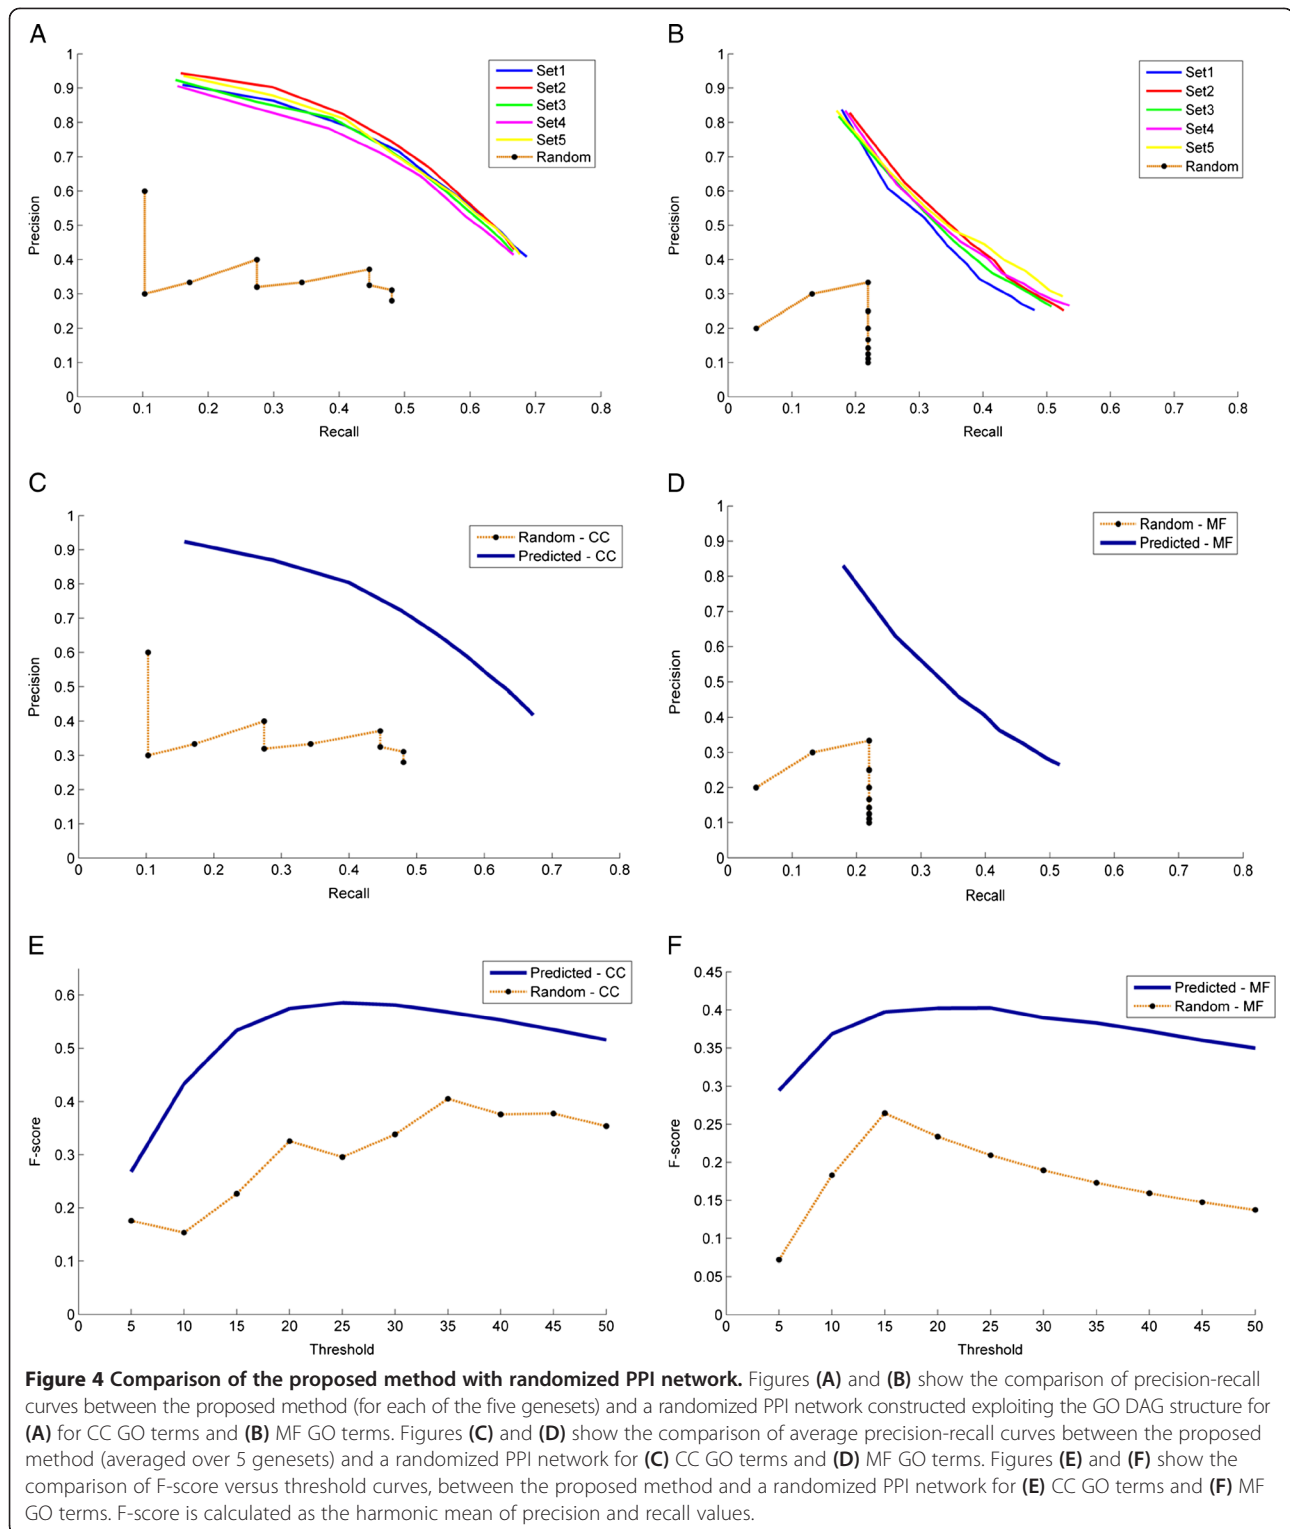 A
1
0.9
0.8
0.7
0.6
0.5
0.4
0.3
0.2
0.1
0
Precision
0 0.1 0.2 0.3 0.4 0.5 0.6 0.7 0.8
Recall
Set1
Set2
Set3
Set4
Set5
Random
B
1
0.9
0.8
0.7
0.6
0.5
0.4
0.3
0.2
0.1
0
Precision
0 0.1 0.2 0.3 0.4 0.5 0.6 0.7 0.8
Recall
Set1
Set2
Set3
Set4
Set5
Random
C
1
0.9
0.8
0.7
0.6
0.5
0.4
0.3
0.2
0.1
0
Precision
0 0.1 0.2 0.3 0.4 0.5 0.6 0.7 0.8
Recall
Random - CC
Predicted - CC
D
1
0.9
0.8
0.7
0.6
0.5
0.4
0.3
0.2
0.1
0
Precision
0 0.1 0.2 0.3 0.4 0.5 0.6 0.7 0.8
Recall
Random - MF
Predicted - MF
E
0.6
0.5
0.4
0.3
0.2
0.1
0
F-score
0 5 10 15 20 25 30 35 40 45 50
Threshold
Predicted - CC
Random - CC
F
0.45
0.4
0.35
0.3
0.25
0.2
0.15
0.1
0.05
0
F-score
0 5 10 15 20 25 30 35 40 45 50
Threshold
Predicted - MF
Random - MF
Figure 4 Comparison of the proposed method with randomized PPI network. Figures (A) and (B) show the comparison of precision-recall
curves between the proposed method (for each of the five genesets) and a randomized PPI network constructed exploiting the GO DAG structure for
(A) for CC GO terms and (B) MF GO terms. Figures (C) and (D) show the comparison of average precision-recall curves between the proposed
method (averaged over 5 genesets) and a randomized PPI network for (C) CC GO terms and (D) MF GO terms. Figures (E) and (F) show the
comparison of F-score versus threshold curves, between the proposed method and a randomized PPI network for (E) CC GO terms and (F) MF
GO terms. F-score is calculated as the harmonic mean of precision and recall values.